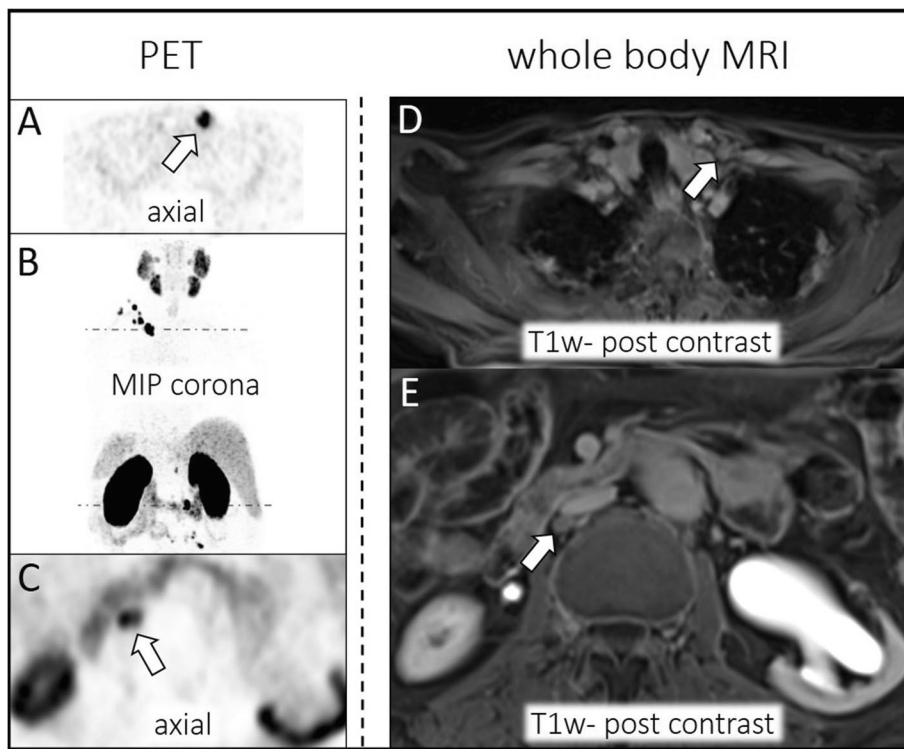 PET
whole body MRI
A
axial
B
MIP corona
C
axial
D
T1w- post contrast
E
T1w- post contrast